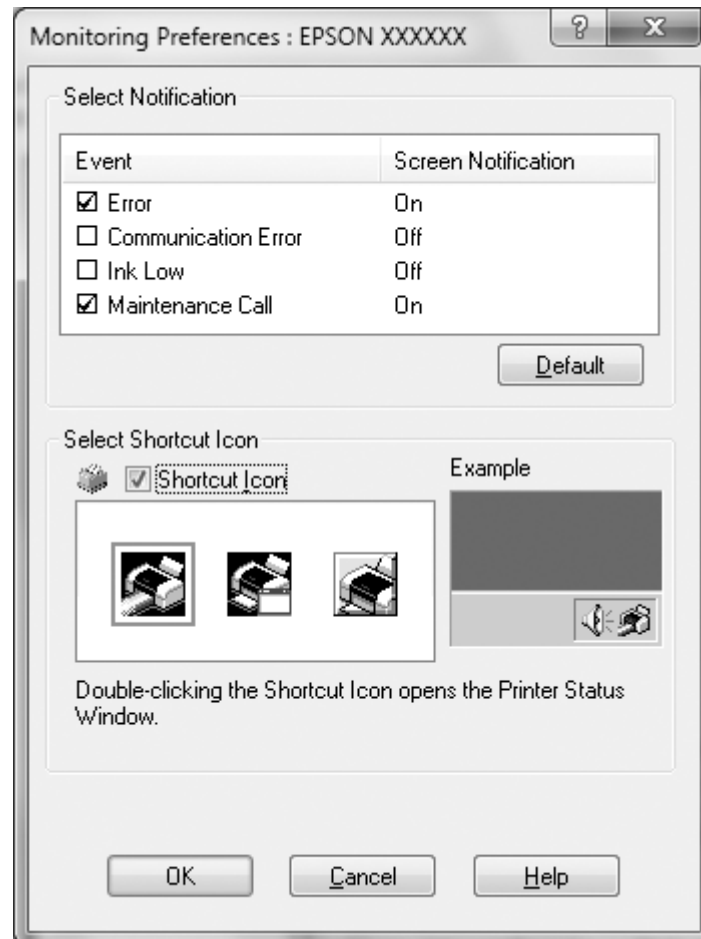 Monitoring Preferences : EPSON XXXXXX
Select Notification
Event Screen Notification
Error On
Communication Error Off
Ink Low Off
Maintenance Call On
Default
Select Shortcut Icon
Shortcut Icon
Example
Double-clicking the Shortcut Icon opens the Printer Status
Window.
OK Cancel Help